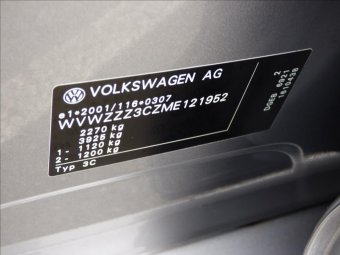 VOLKSWAGEN AG
e1*2001/116*0307
WVWZZZ3CZME121952
2270 kg
3925 kg
1 - 1120 kg
2 - 1200 kg
Typ 3C
2